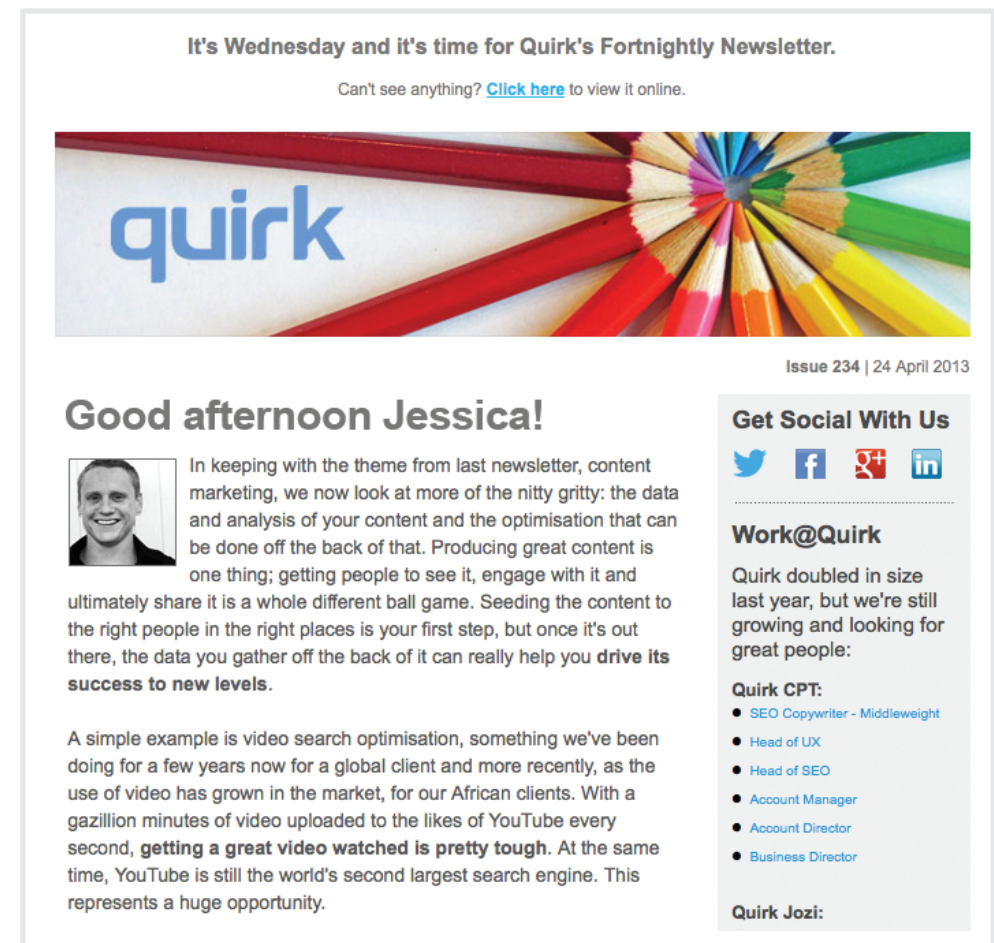 It's Wednesday and it's time for Quirk's Fortnightly Newsletter.
Can't see anything? Click here to view it online.
quirk
Issue 234 | 24 April 2013
Good afternoon Jessica!
In keeping with the theme from last newsletter, content
marketing, we now look at more of the nitty gritty: the data
and analysis of your content and the optimisation that can
be done off the back of that. Producing great content is
one thing; getting people to see it, engage with it and
ultimately share it is a whole different ball game. Seeding the content to
the right people in the right places is your first step, but once it's out
there, the data you gather off the back of it can really help you drive its
success to new levels.
A simple example is video search optimisation, something we've been
doing for a few years now for a global client and more recently, as the
use of video has grown in the market, for our African clients. With a
gazillion minutes of video uploaded to the likes of YouTube every
second, getting a great video watched is pretty tough. At the same
time, YouTube is still the world's second largest search engine. This
represents a huge opportunity.
Get Social With Us
f
g+
in
Work@Quirk
Quirk doubled in size
last year, but we're still
growing and looking for
great people:
Quirk CPT:
SEO Copywriter - Middleweight
Head of UX
Head of SEO
Account Manager
Account Director
Business Director
Quirk Jozi: